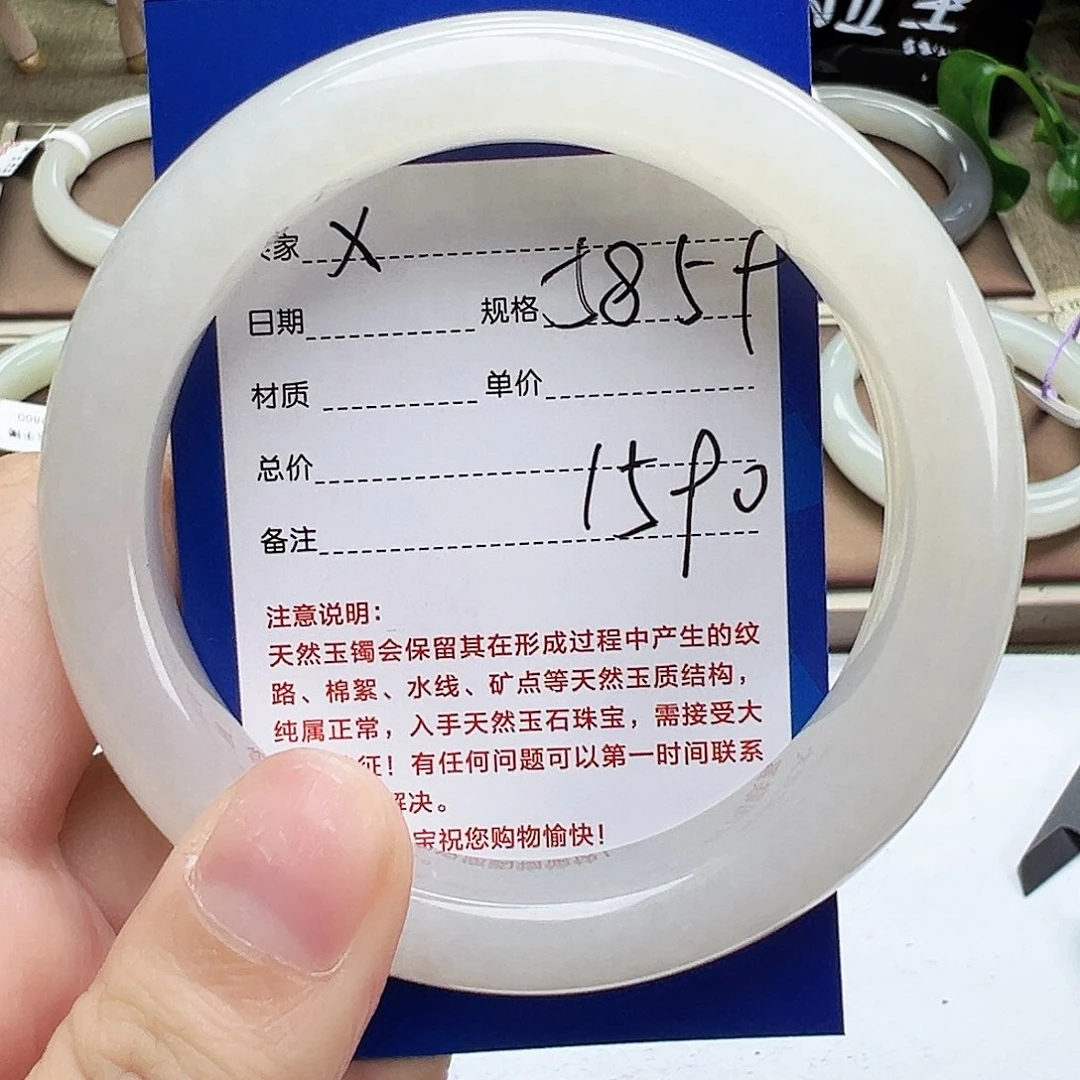 家 X
日期 规格 585f
材质 单价
总价 1590
备注
注意说明：
天然玉镯会保留其在形成过程中产生的纹
路、棉絮、水线、矿点等天然玉质结构，
纯属正常，入手天然玉石珠宝，需接受大
征！有任何问题可以第一时间联系
解决。
宝祝您购物愉快！